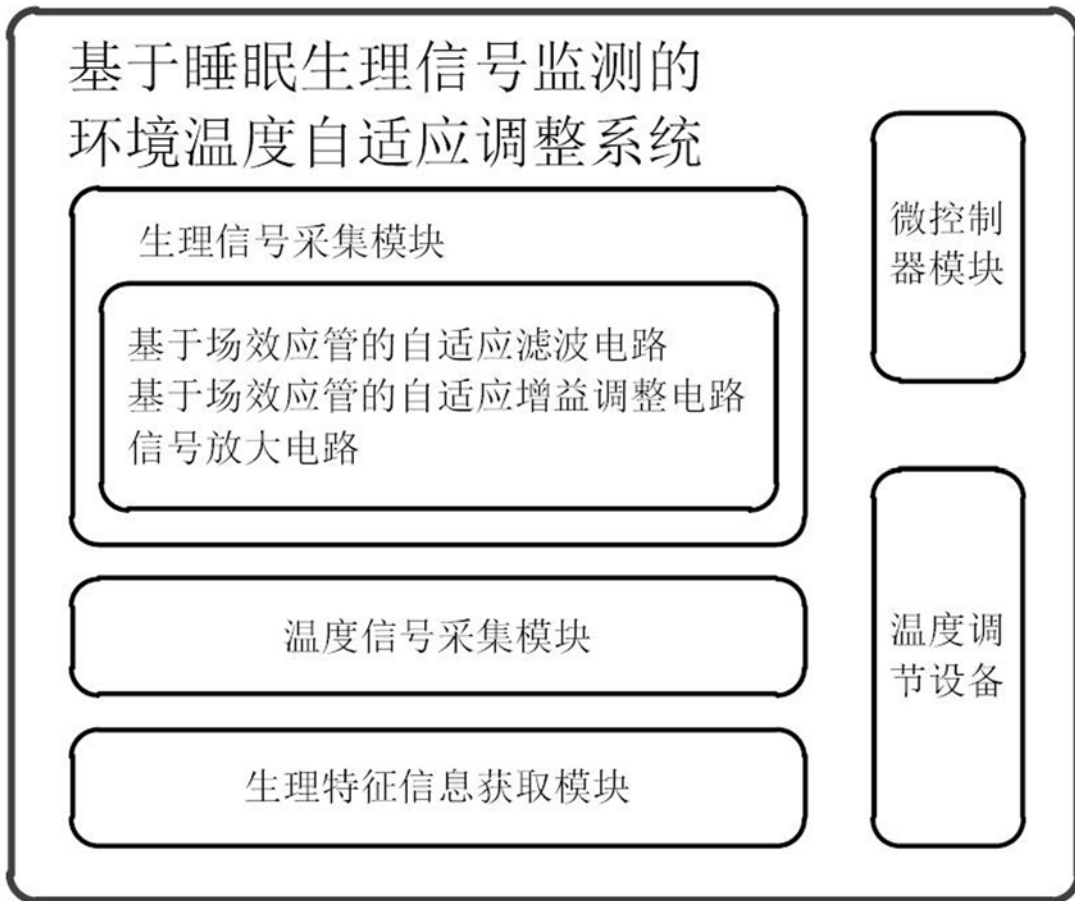 基于睡眠生理信号监测的
环境温度自适应调整系统
生理信号采集模块
基于场效应管的自适应滤波电路
基于场效应管的自适应增益调整电路
信号放大电路
温度信号采集模块
生理特征信息获取模块
微控制
器模块
温度调
节设备